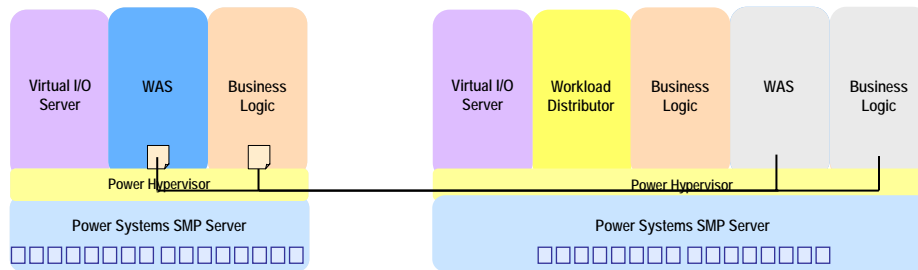 Virtual I/O
Server
WAS
Business
Logic
Power Hypervisor
Power Systems SMP Server
Virtual I/O
Server
Workload
Distributor
Business
Logic
WAS
Business
Logic
Power Hypervisor
Power Systems SMP Server